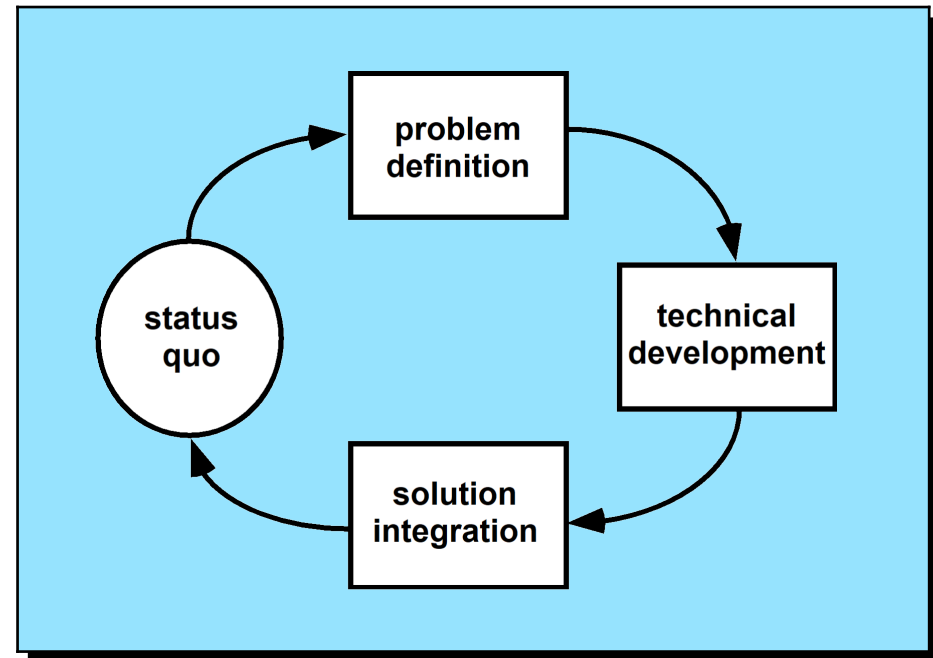 problem
definition
status
quo
technical
development
solution
integration